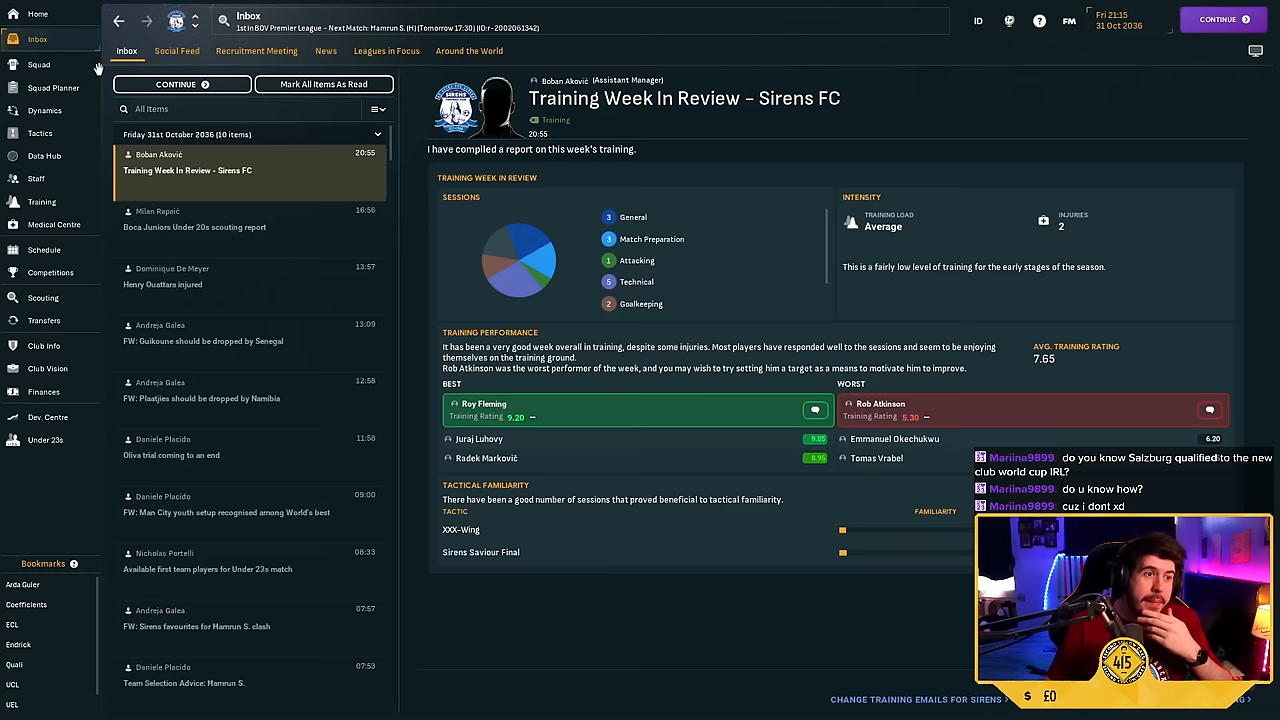 Home
Inbox
Squad
Squad Planner
Dynamics
Tactics
Data Hub
Staff
Training
Medical Centre
Schedule
Competitions
Scouting
Transfers
Club Info
Club Vision
Finances
Dev. Centre
Under 23s
Bookmarks
Arda Guler
Coefficients
ECL
Endrick
Quali
UCL
UEL
Inbox
1st in BOV Premier League - Next Match: Hamrun S. (H) (Tomorrow 17:30) (ID:r-2002061342)
ID
?
FM
Fri 21:15
31 Oct 2036
CONTINUE
Inbox Social Feed Recruitment Meeting News Leagues in Focus Around the World
CONTINUE
Mark All Items As Read
All Items
Friday 31st October 2036 (10 items)
Boban Aković 20:55
Training Week In Review - Sirens FC
Milan Rapaić 16:56
Boca Juniors Under 20s scouting report
Dominique De Meyer 13:57
Henry Ouattara injured
Andreja Galea 13:09
FW: Guikoune should be dropped by Senegal
Andreja Galea 12:58
FW: Plaatjies should be dropped by Namibia
Daniele Placido 11:58
Oliva trial coming to an end
Daniele Placido 09:00
FW: Man City youth setup recognised among World's best
Nicholas Portelli 08:33
Available first team players for Under 23s match
Andreja Galea 07:57
FW: Sirens favourites for Hamrun S. clash
Daniele Placido 07:53
Team Selection Advice: Hamrun S.
SIRENS
Boban Aković (Assistant Manager)
Training Week In Review - Sirens FC
Training
20:55
I have compiled a report on this week's training.
TRAINING WEEK IN REVIEW
SESSIONS
3 General
3 Match Preparation
1 Attacking
5 Technical
2 Goalkeeping
INTENSITY
TRAINING LOAD
Average
INJURIES
2
This is a fairly low level of training for the early stages of the season.
TRAINING PERFORMANCE
It has been a very good week overall in training, despite some injuries. Most players have responded well to the sessions and seem to be enjoying
themselves on the training ground.
Rob Atkinson was the worst performer of the week, and you may wish to try setting him a target as a means to motivate him to improve.
AVG. TRAINING RATING
7.65
BEST
Roy Fleming
Training Rating 9.20 -
Juraj Luhovy 9.05
Radek Markovič 8.95
WORST
Rob Atkinson
Training Rating 5.30 -
Emmanuel Okechukwu 6.20
Tomas Vrabel
TACTICAL FAMILIARITY
There have been a good number of sessions that proved beneficial to tactical familiarity.
TACTIC FAMILIARITY
XXX-Wing
Sirens Saviour Final
CHANGE TRAINING EMAILS FOR SIRENS >
Mariina9899: do you know Salzburg qualified to the new
club world cup IRL?
Mariina9899: do u know how?
Mariina9899: cuz i dont xd
415
$ £0